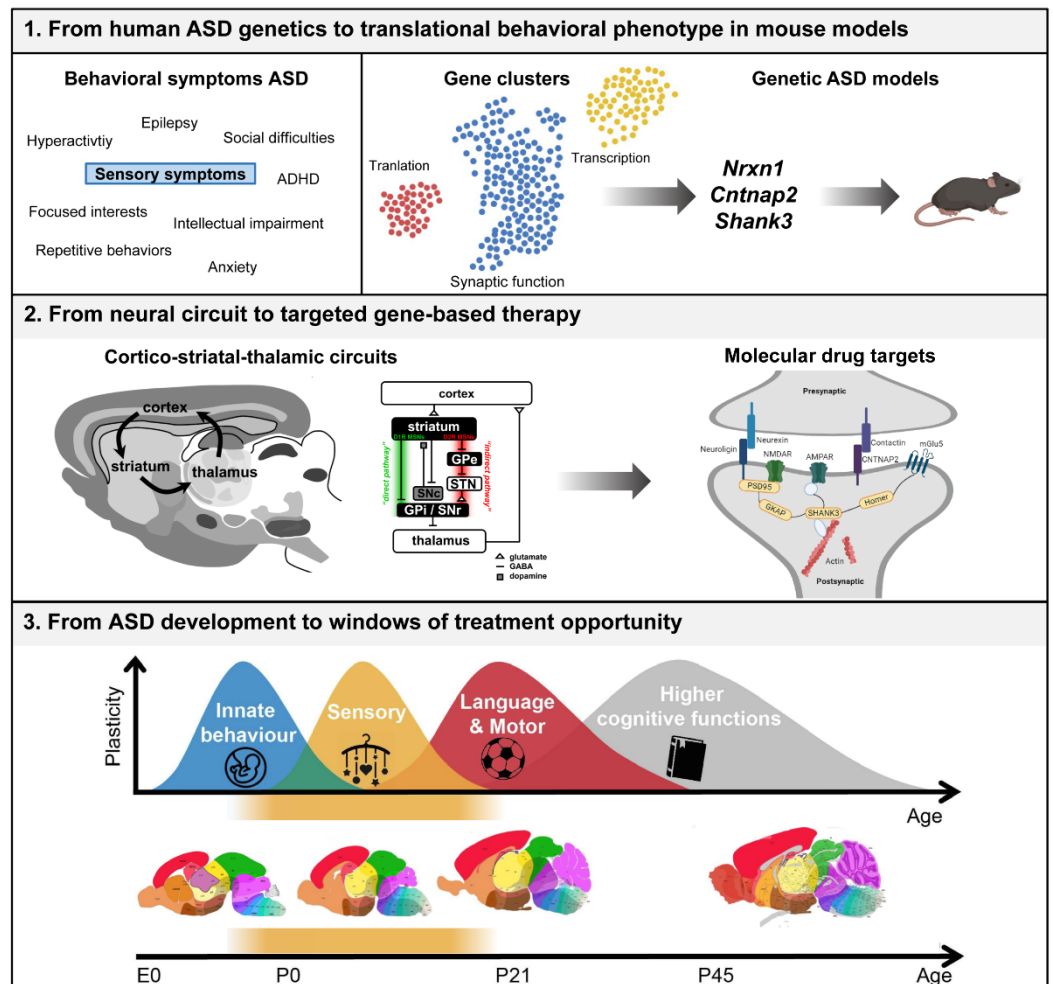 1. From human ASD genetics to translational behavioral phenotype in mouse models
Behavioral symptoms ASD
Epilepsy
Hyperactivtiy
Social difficulties
Sensory symptoms
ADHD
Focused interests
Intellectual impairment
Repetitive behaviors
Anxiety
Gene clusters
Tranlation
Transcription
Synaptic function
Genetic ASD models
Nrxn1
Cntnap2
Shank3
2. From neural circuit to targeted gene-based therapy
Cortico-striatal-thalamic circuits
cortex
striatum
thalamus
cortex
striatum
D1R MSNs
D2R MSNs
"direct pathway"
"indirect pathway"
GPe
STN
SNc
GPi / SNr
thalamus
glutamate
GABA
dopamine
Molecular drug targets
Presynaptic
Neurexin
Neuroligin
NMDAR
AMPAR
Contactin
CNTNAP2
mGlu5
PSD95
GKAP
SHANK3
Homer
Actin
Postsynaptic
3. From ASD development to windows of treatment opportunity
Plasticity
Innate
behaviour
Sensory
Language
& Motor
Higher
cognitive functions
Age
E0
P0
P21
P45
Age